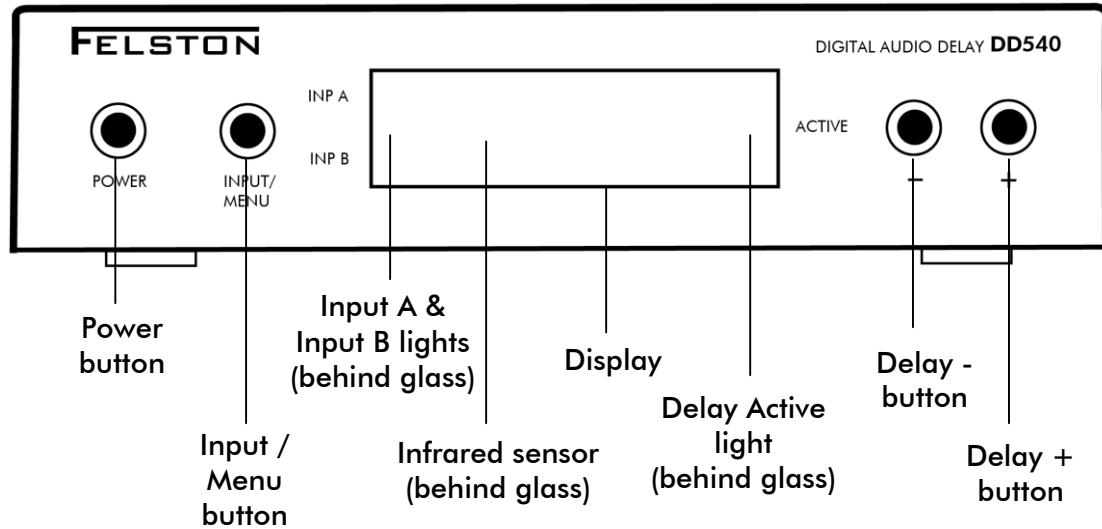 FELSTON
DIGITAL AUDIO DELAY DD540
INP A
INP B
ACTIVE
POWER
INPUT/
MENU
−
+
Power
button
Input /
Menu
button
Input A &
Input B lights
(behind glass)
Infrared sensor
(behind glass)
Display
Delay Active
light
(behind glass)
Delay -
button
Delay +
button